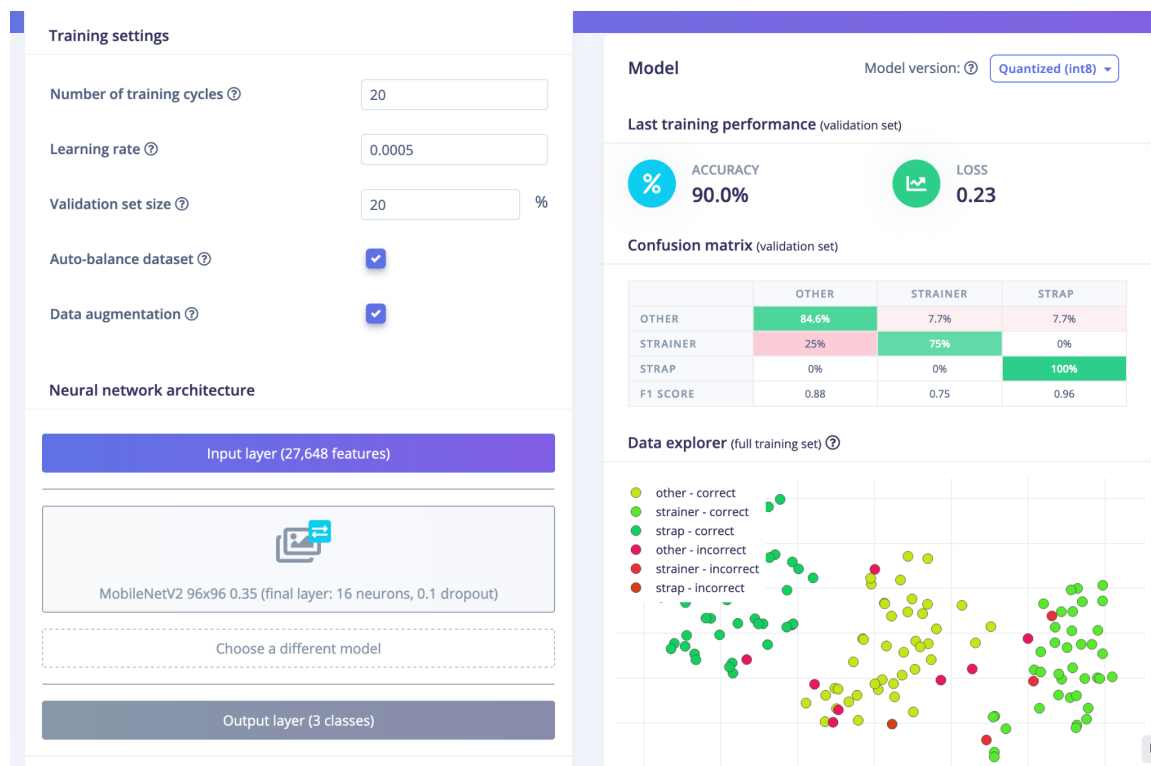 Training settings
Number of training cycles ?
20
Learning rate ?
0.0005
Validation set size ?
20
%
Auto-balance dataset ?
Data augmentation ?
Neural network architecture
Input layer (27,648 features)
MobileNetV2 96x96 0.35 (final layer: 16 neurons, 0.1 dropout)
Choose a different model
Output layer (3 classes)
Model
Model version: ?
Quantized (int8)
Last training performance (validation set)
%
ACCURACY
90.0%
LOSS
0.23
Confusion matrix (validation set)
OTHER STRAINER STRAP
OTHER 84.6% 7.7% 7.7%
STRAINER 25% 75% 0%
STRAP 0% 0% 100%
F1 SCORE 0.88 0.75 0.96
Data explorer (full training set) ?
other - correct
strainer - correct
strap - correct
other - incorrect
strainer - incorrect
strap - incorrect